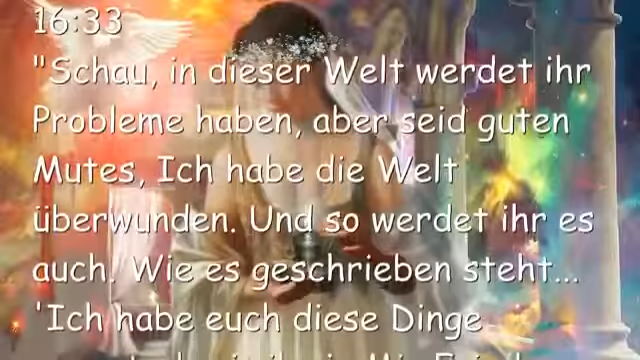 16:33
"Schau, in dieser Welt werdet ihr
Probleme haben, aber seid guten
Mutes, Ich habe die Welt
überwunden. Und so werdet ihr es
auch. Wie es geschrieben steht...
'Ich habe euch diese Dinge